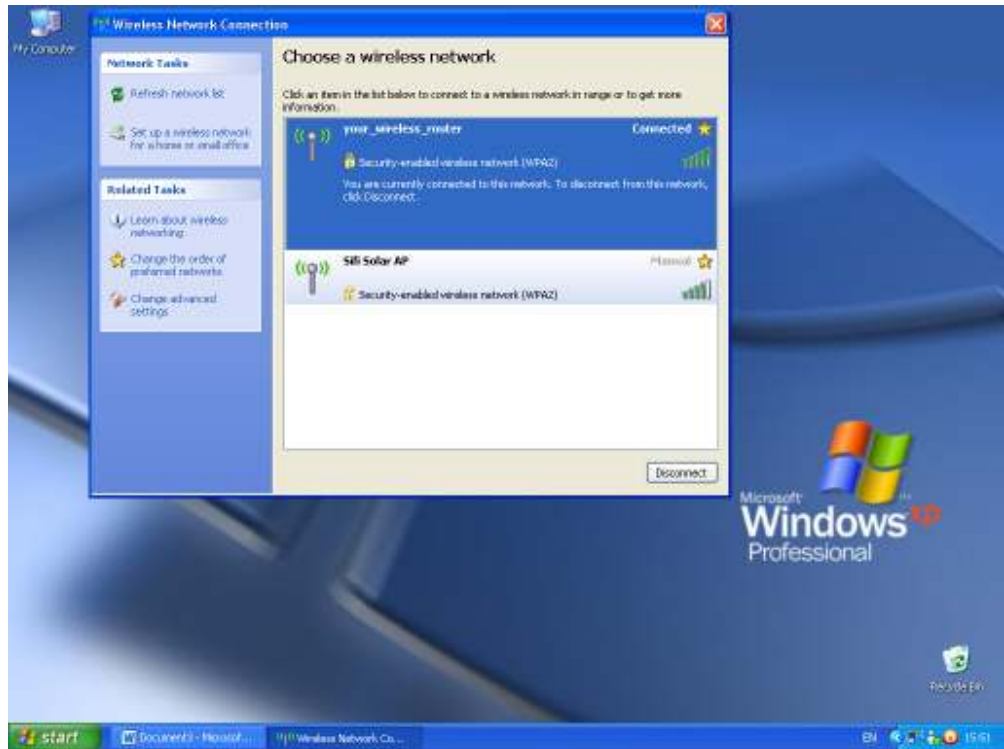 My Computer
Wireless Network Connection
Network Tasks
Refresh network list
Set up a wireless network
for a home or small office
Related Tasks
Learn about wireless
networking
Change the order of
preferred networks
Change advanced
settings
Choose a wireless network
Click an item in the list below to connect to a wireless network in range or to get more
information.
your_wireless_router
Connected
Security-enabled wireless network (WPA2)
You are currently connected to this network. To disconnect from this network,
click Disconnect.
Sifi Solar AP
Manual
Security-enabled wireless network (WPA2)
Disconnect
Microsoft
Windows xp
Professional
Recycle Bin
start
Wireless Network Co...
EN